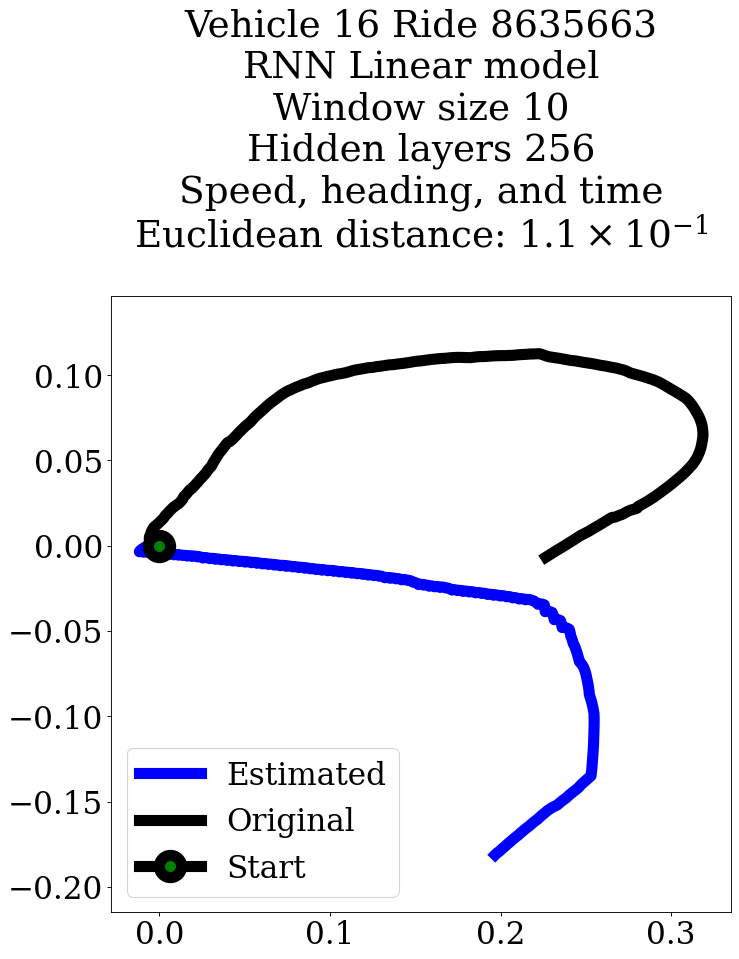 Vehicle 16 Ride 8635663
RNN Linear model
Window size 10
Hidden layers 256
Speed, heading, and time
Euclidean distance: 1.1 × 10⁻¹
0.10
0.05
0.00
−0.05
−0.10
−0.15
−0.20
Estimated
Original
Start
0.0 0.1 0.2 0.3